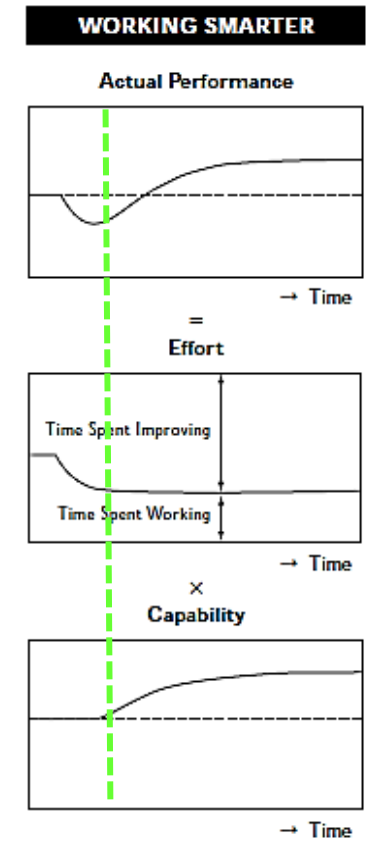 WORKING SMARTER
Actual Performance
→ Time
=
Effort
Time Spent Improving
Time Spent Working
→ Time
×
Capability
→ Time